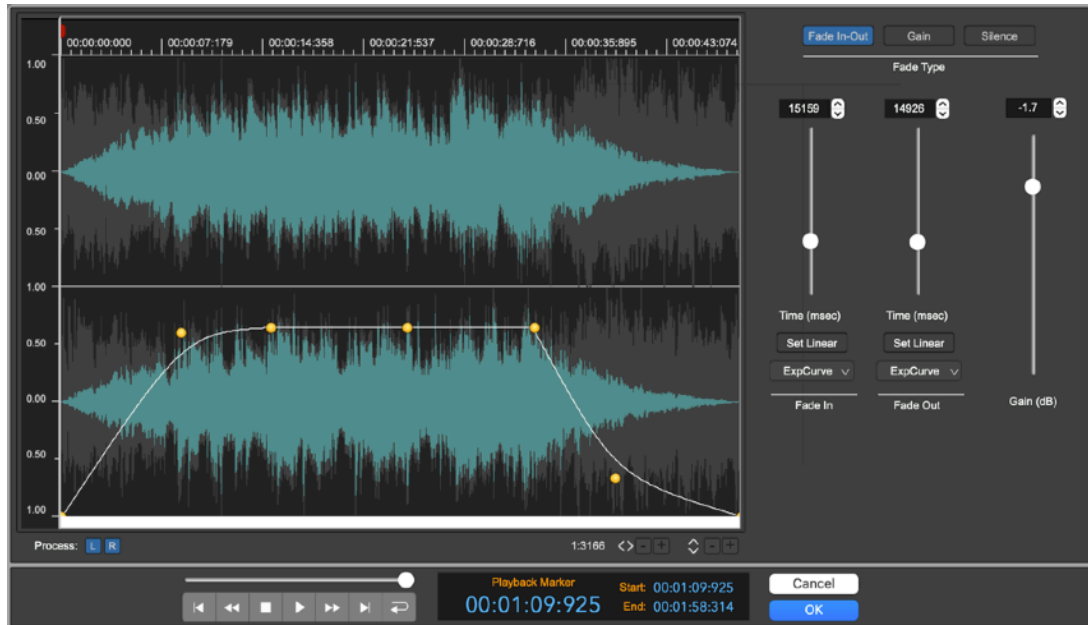 00:00:00:000 00:00:07:179 00:00:14:358 00:00:21:537 00:00:28:716 00:00:35:895 00:00:43:074
1.00
0.50
0.00
0.50
1.00
0.50
0.00
0.50
1.00
Process: L R
1:3166 <> - + - +
Fade In-Out Gain Silence
Fade Type
15159 14926 -1.7
Time (msec) Time (msec)
Set Linear Set Linear
ExpCurve ExpCurve
Fade In Fade Out Gain (dB)
Playback Marker
00:01:09:925
Start: 00:01:09:925
End: 00:01:58:314
Cancel
OK